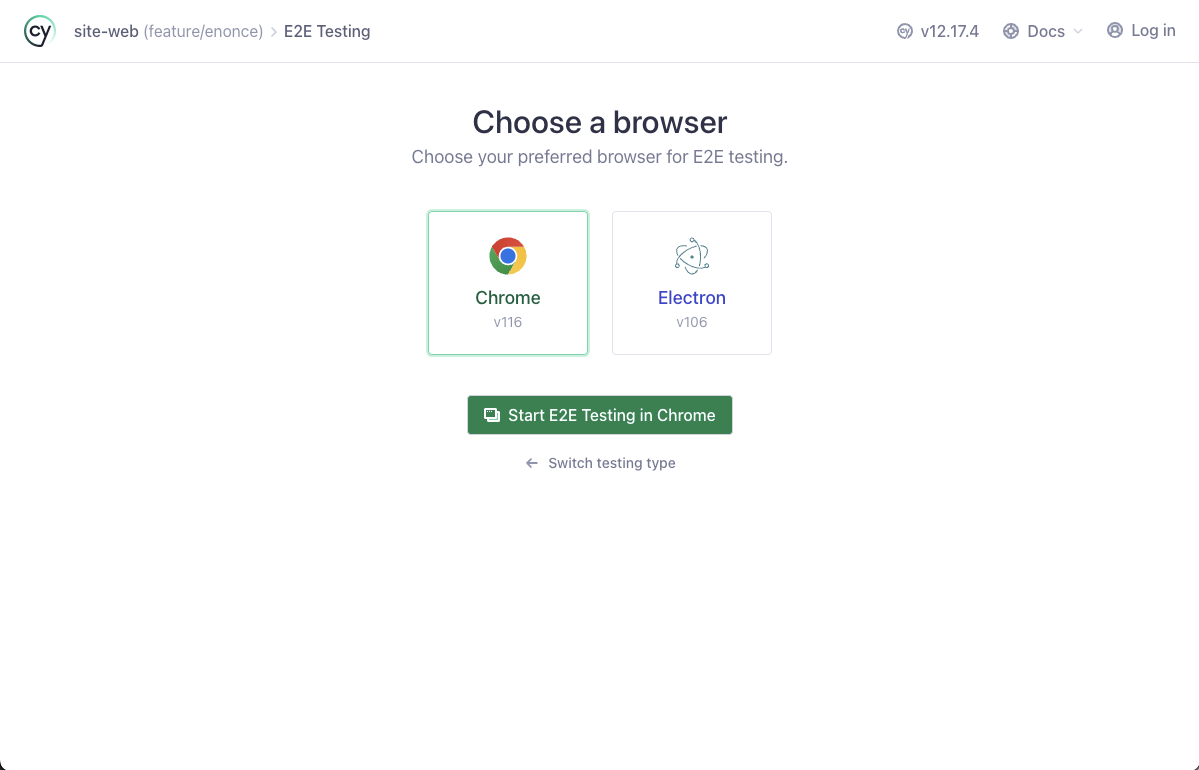 cy site-web (feature/enonce) > E2E Testing v12.17.4 Docs Log in
Choose a browser
Choose your preferred browser for E2E testing.
Chrome Electron
v116 v106
Start E2E Testing in Chrome
← Switch testing type